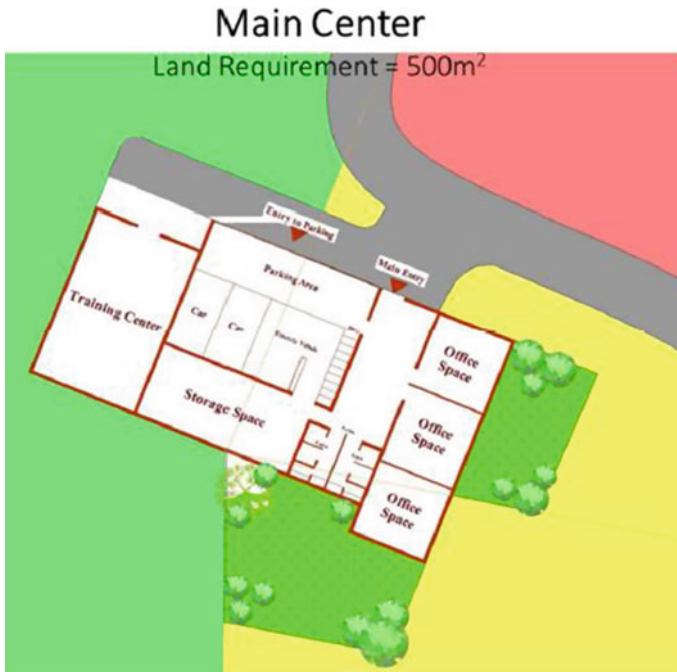 Main Center
Land Requirement = 500m²
Entry to Parking
Main Entry
Parking Area
Training Center
Car
Car
Office
Space
Storage Space
Office
Space
Office
Space